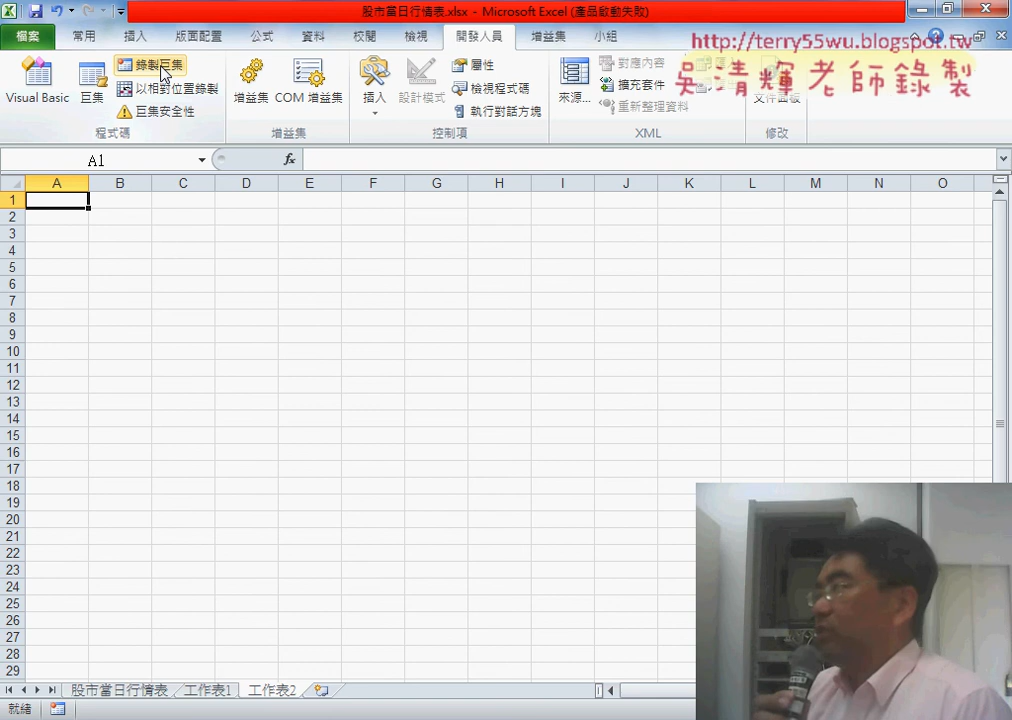 股市當日行情表.xlsx - Microsoft Excel (產品啟動失敗)
檔案 常用 插入 版面配置 公式 資料 校閱 檢視 開發人員 增益集 小組
http://terry55wu.blogspot.tw
吳清輝老師錄製
Visual Basic 巨集 錄製巨集 以相對位置錄製 巨集安全性
增益集 COM 增益集
插入 設計模式 屬性 檢視程式碼 執行對話方塊
來源... 對應內容 擴充套件 重新整理資料
文件面板
程式碼 增益集 控制項 XML 修改
A1 fx
A B C D E F G H I J K L M N O
1
2
3
4
5
6
7
8
9
10
11
12
13
14
15
16
17
18
19
20
21
22
23
24
25
26
27
28
29
股市當日行情表 工作表1 工作表2
就緒